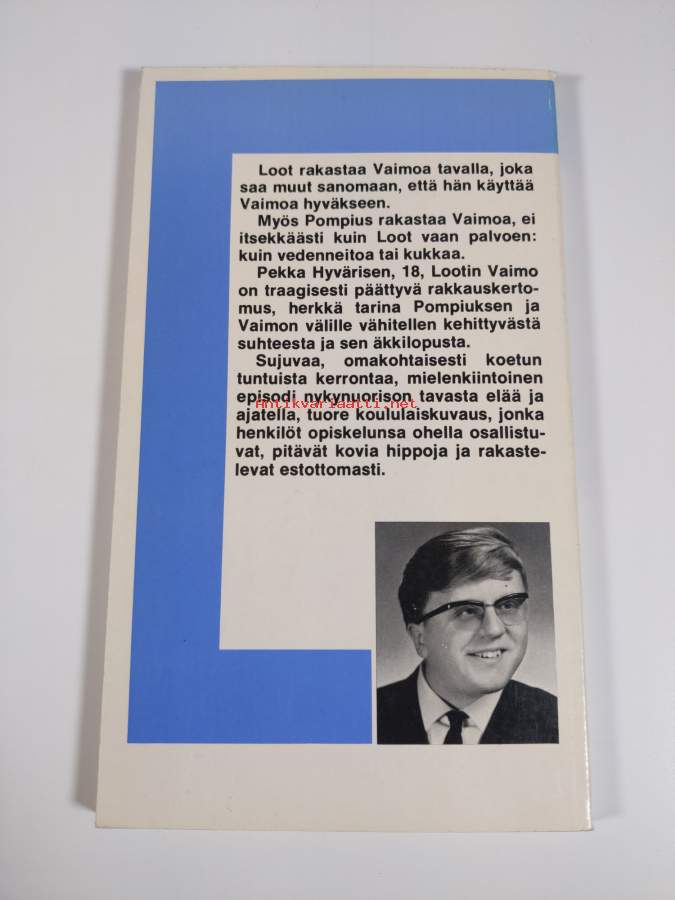 Loot rakastaa Vaimoa tavalla, joka
saa muut sanomaan, että hän käyttää
Vaimoa hyväkseen.
Myös Pompius rakastaa Vaimoa, ei
itsekkäästi kuin Loot vaan palvoen:
kuin vedenneitoa tai kukkaa.
Pekka Hyvärisen, 18, Lootin Vaimo
on traagisesti päättyvä rakkauskerto-
mus, herkkä tarina Pompiuksen ja
Vaimon välille vähitellen kehittyvästä
suhteesta ja sen äkkilopusta.
Sujuvaa, omakohtaisesti koetun
tuntuista kerrontaa, mielenkiintoinen
episodi nykynuorison tavasta elää ja
Antikvariaatti.net
ajatella, tuore koululaiskuvaus, jonka
henkilöt opiskelunsa ohella osallistu-
vat, pitävät kovia hippoja ja rakaste-
levat estottomasti.